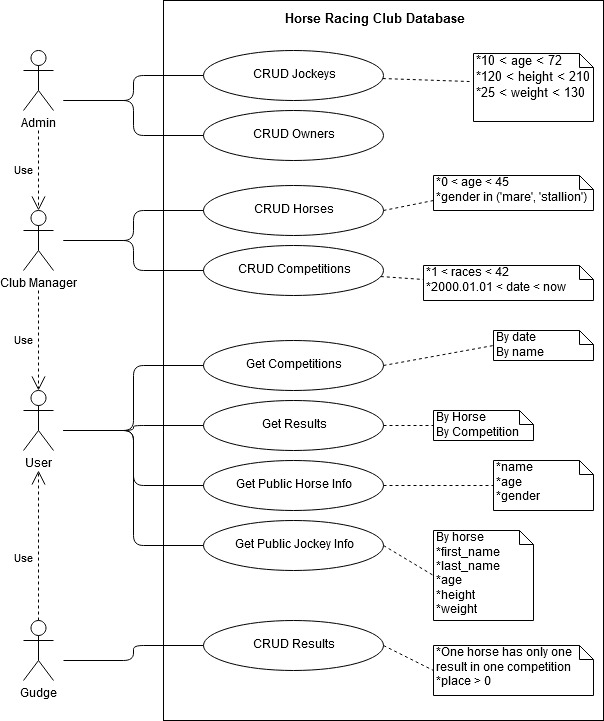 Horse Racing Club Database
CRUD Jockeys
*10 < age < 72
*120 < height < 210
*25 < weight < 130
Admin
CRUD Owners
Use
*0 < age < 45
*gender in ('mare', 'stallion')
CRUD Horses
Club Manager
CRUD Competitions
*1 < races < 42
*2000.01.01 < date < now
Use
By date
By name
Get Competitions
By Horse
By Competition
Get Results
User
*name
*age
*gender
Get Public Horse Info
By horse
*first_name
*last_name
*age
*height
*weight
Get Public Jockey Info
Use
CRUD Results
*One horse has only one
result in one competition
*place > 0
Gudge